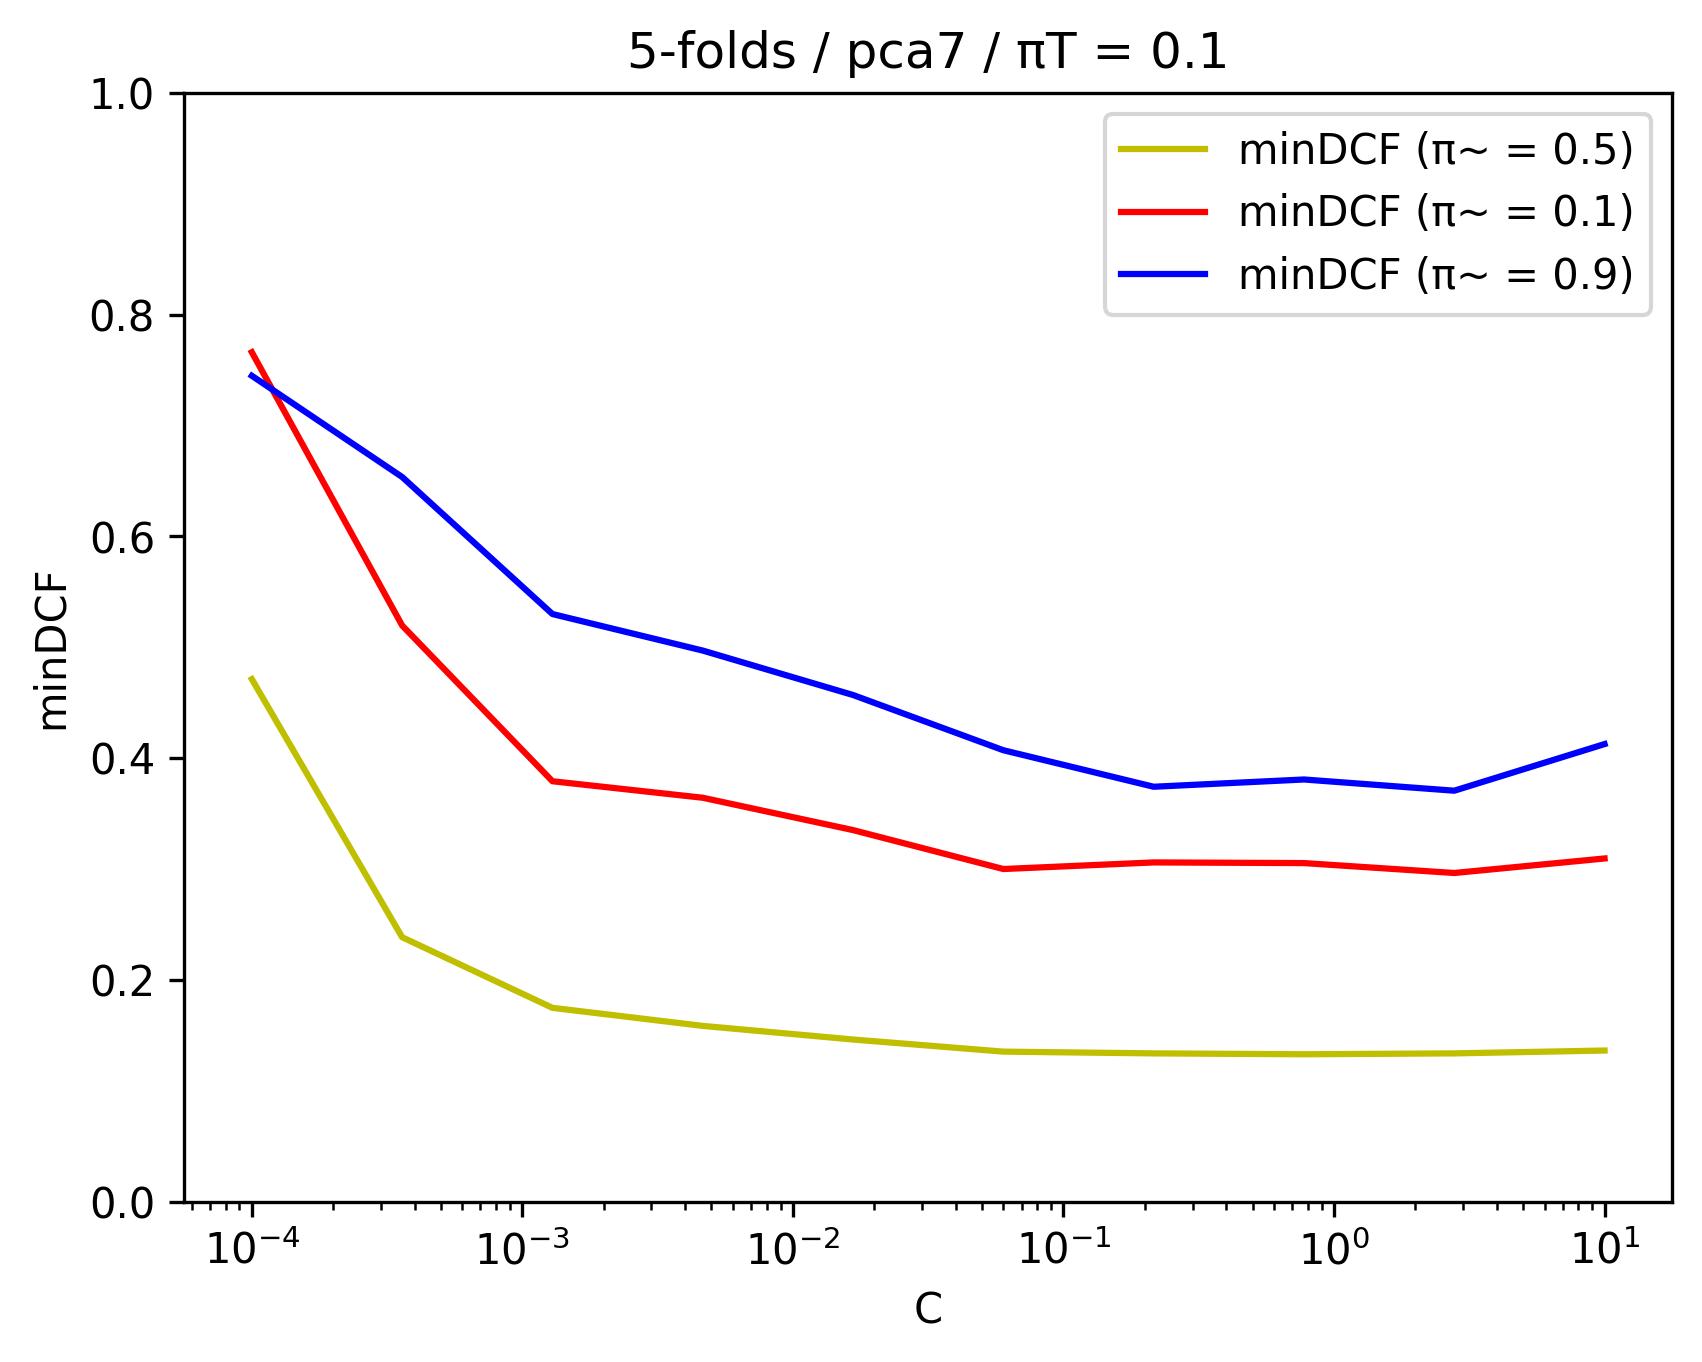 5-folds / pca7 / πT = 0.1
1.0
0.8
0.6
0.4
0.2
0.0
minDCF
minDCF (π~ = 0.5)
minDCF (π~ = 0.1)
minDCF (π~ = 0.9)
10⁻⁴ 10⁻³ 10⁻² 10⁻¹ 10⁰ 10¹
C